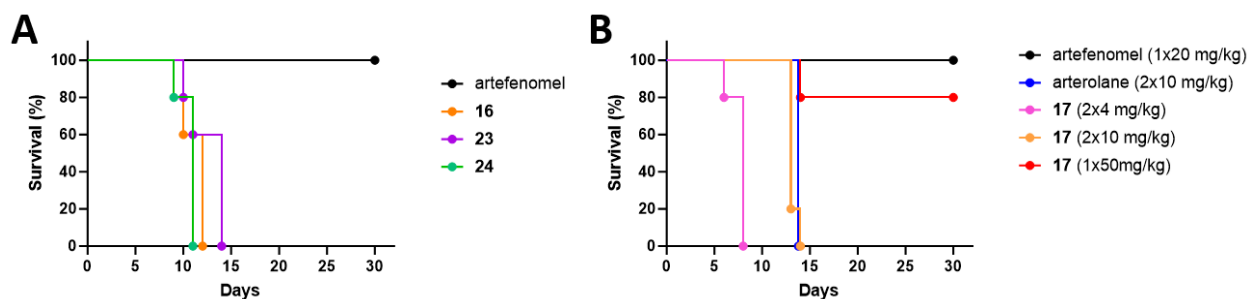 A
100
80
60
40
20
0
Survival (%)
0 5 10 15 20 25 30
Days
artefenomel
16
23
24
B
100
80
60
40
20
0
Survival (%)
0 5 10 15 20 25 30
Days
artefenomel (1x20 mg/kg)
arterolane (2x10 mg/kg)
17 (2x4 mg/kg)
17 (2x10 mg/kg)
17 (1x50mg/kg)